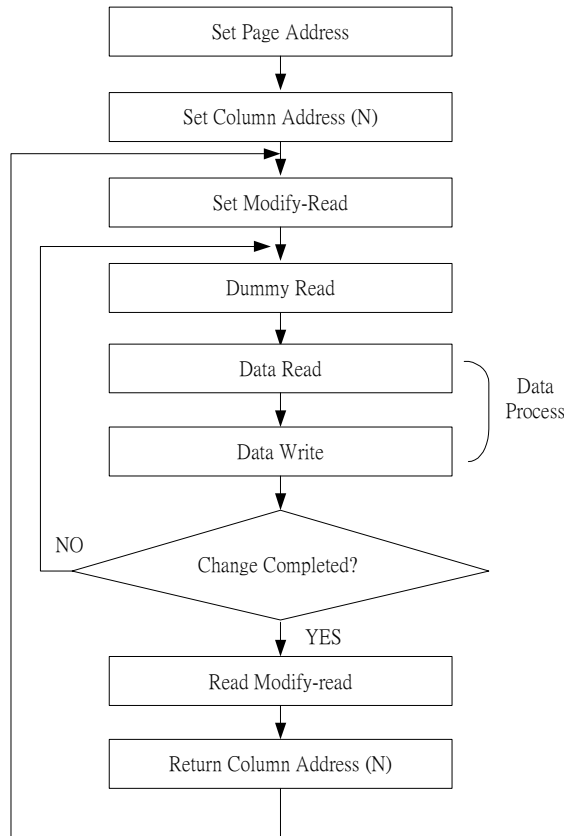 Set Page Address
Set Column Address (N)
Set Modify-Read
Dummy Read
Data Read
Data
Process
Data Write
NO
Change Completed?
YES
Read Modify-read
Return Column Address (N)